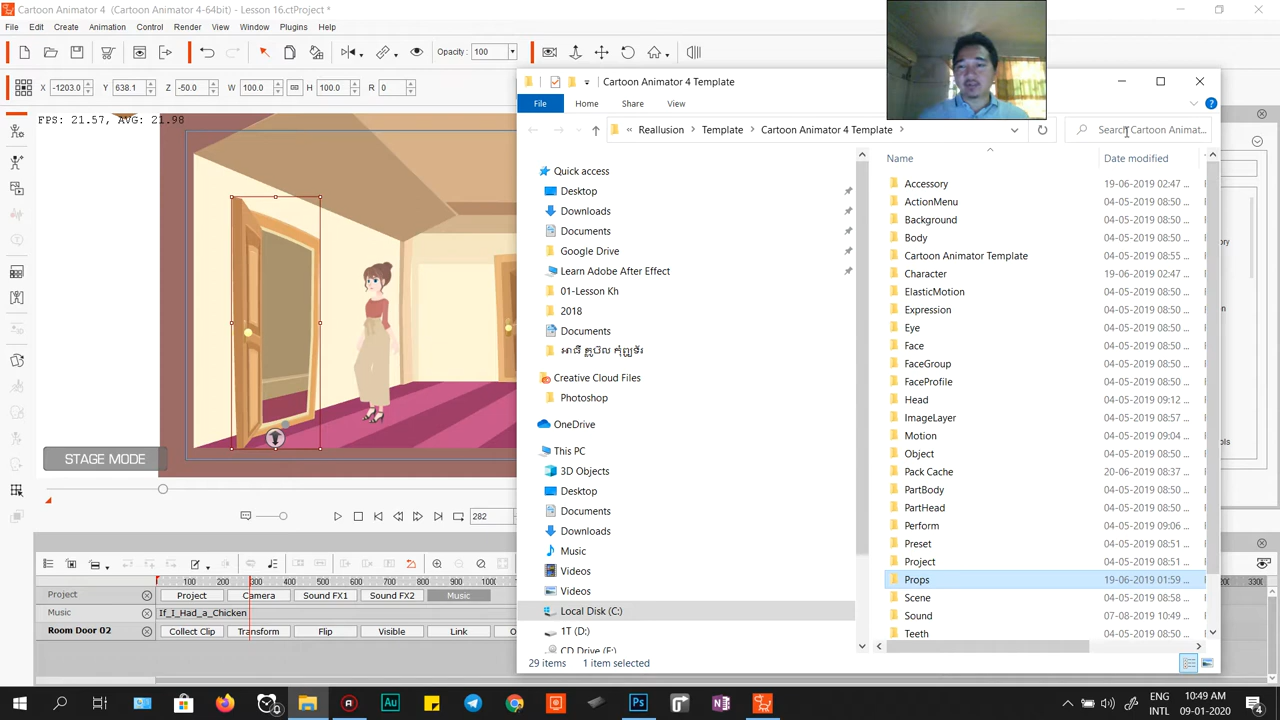 Cartoon Animator 4 (Cartoon Animator 4-64bit) - Lesson 16.ctProject *
File Edit Create Animation Control Render View Window Plugins Help
Opacity : 100
X -1203.0 Y 638.1 Z -50.0 W 100.0 H 100.0 R 0
FPS: 21.57, AVG: 21.98
STAGE MODE
282
Project 100 200 300 400 500 600 700 800
Project Project Camera Sound FX1 Sound FX2 Music
Music If_I_Had_a_Chicken
Room Door 02 Collect Clip Transform Flip Visible Link
3300
Cartoon Animator 4 Template
File Home Share View
Reallusion Template Cartoon Animator 4 Template
Search Cartoon Animat...
Quick access
Desktop
Downloads
Documents
Google Drive
Learn Adobe After Effect
01-Lesson Kh
2018
Documents
Creative Cloud Files
Photoshop
OneDrive
This PC
3D Objects
Desktop
Documents
Downloads
Music
Videos
Videos
Local Disk (C:)
1T (D:)
CD Drive (F:)
Name Date modified
Accessory 19-06-2019 02:47 ...
ActionMenu 04-05-2019 08:50 ...
Background 04-05-2019 08:50 ...
Body 04-05-2019 08:50 ...
Cartoon Animator Template 04-05-2019 08:55 ...
Character 19-06-2019 02:47 ...
ElasticMotion 04-05-2019 08:50 ...
Expression 04-05-2019 08:50 ...
Eye 04-05-2019 08:50 ...
Face 04-05-2019 08:50 ...
FaceGroup 04-05-2019 08:50 ...
FaceProfile 04-05-2019 08:50 ...
Head 04-05-2019 09:12 ...
ImageLayer 04-05-2019 08:57 ...
Motion 04-05-2019 09:04 ...
Object 04-05-2019 08:50 ...
Pack Cache 20-06-2019 08:37 ...
PartBody 04-05-2019 08:50 ...
PartHead 04-05-2019 08:50 ...
Perform 04-05-2019 09:06 ...
Preset 04-05-2019 08:51 ...
Project 04-05-2019 08:51 ...
Props 19-06-2019 01:59 ...
Scene 04-05-2019 08:58 ...
Sound 07-08-2019 10:49 ...
Teeth 04-05-2019 08:50 ...
29 items 1 item selected
ENG
INTL
10:49 AM
09-01-2020